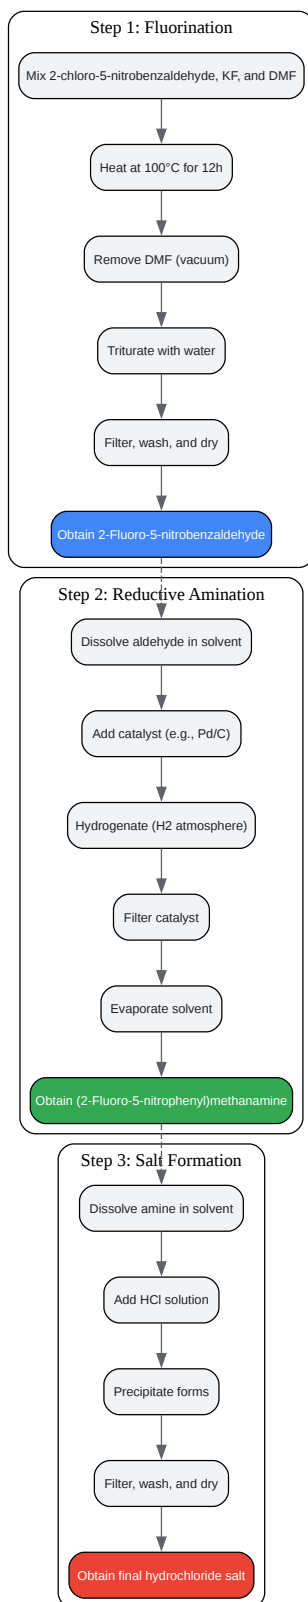 Step 1: Fluorination
Mix 2-chloro-5-nitrobenzaldehyde, KF, and DMF
Heat at 100°C for 12h
Remove DMF (vacuum)
Triturate with water
Filter, wash, and dry
Obtain 2-Fluoro-5-nitrobenzaldehyde
Step 2: Reductive Amination
Dissolve aldehyde in solvent
Add catalyst (e.g., Pd/C)
Hydrogenate (H2 atmosphere)
Filter catalyst
Evaporate solvent
Obtain (2-Fluoro-5-nitrophenyl)methanamine
Step 3: Salt Formation
Dissolve amine in solvent
Add HCl solution
Precipitate forms
Filter, wash, and dry
Obtain final hydrochloride salt